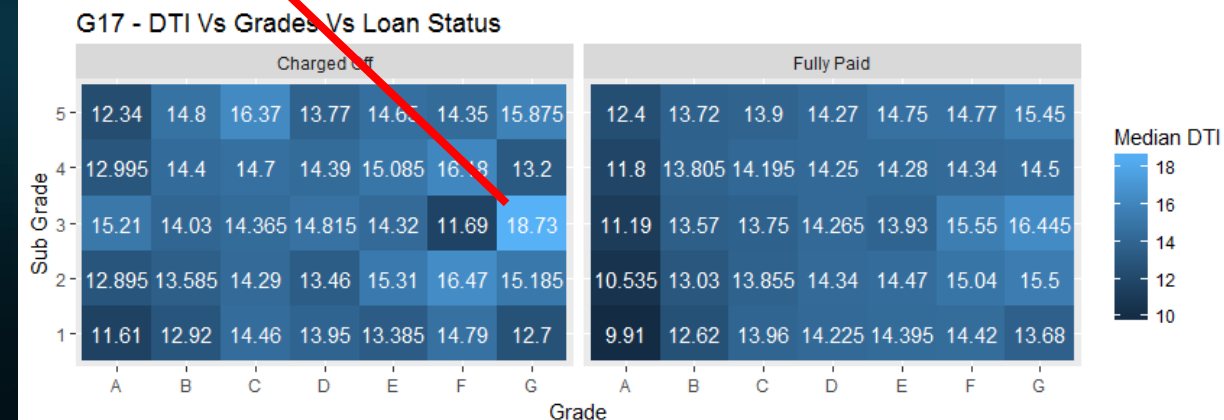 G17 - DTI Vs Grades Vs Loan Status
Charged Off
Fully Paid
5 12.34 14.8 16.37 13.77 14.65 14.35 15.875 12.4 13.72 13.9 14.27 14.75 14.77 15.45
4 12.995 14.4 14.7 14.39 15.085 16.18 13.2 11.8 13.805 14.195 14.25 14.28 14.34 14.5
3 15.21 14.03 14.365 14.815 14.32 11.69 18.73 11.19 13.57 13.75 14.265 13.93 15.55 16.445
2 12.895 13.585 14.29 13.46 15.31 16.47 15.185 10.535 13.03 13.855 14.34 14.47 15.04 15.5
1 11.61 12.92 14.46 13.95 13.385 14.79 12.7 9.91 12.62 13.96 14.225 14.395 14.42 13.68
A B C D E F G A B C D E F G
Sub Grade
Grade
Median DTI
18
16
14
12
10